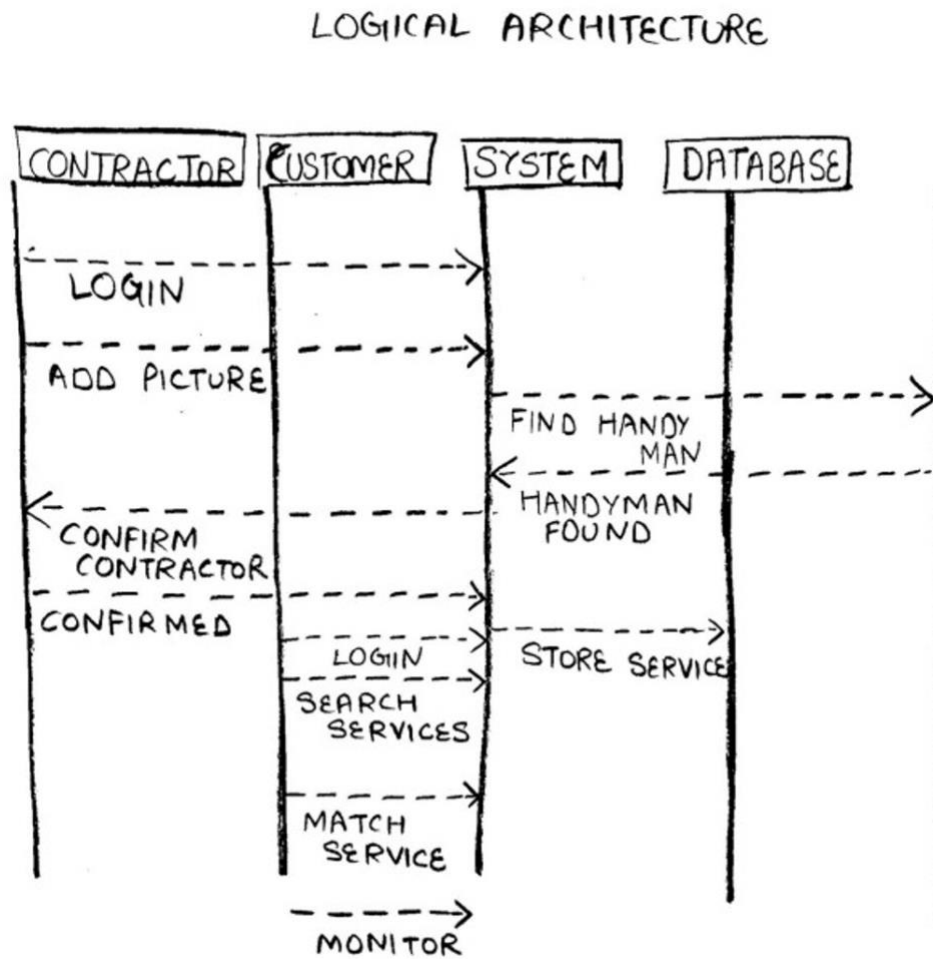 LOGICAL ARCHITECTURE
CONTRACTOR
CUSTOMER
SYSTEM
DATABASE
LOGIN
ADD PICTURE
FIND HANDY
MAN
HANDYMAN
FOUND
CONFIRM
CONTRACTOR
CONFIRMED
LOGIN
STORE SERVICE
SEARCH
SERVICES
MATCH
SERVICE
MONITOR